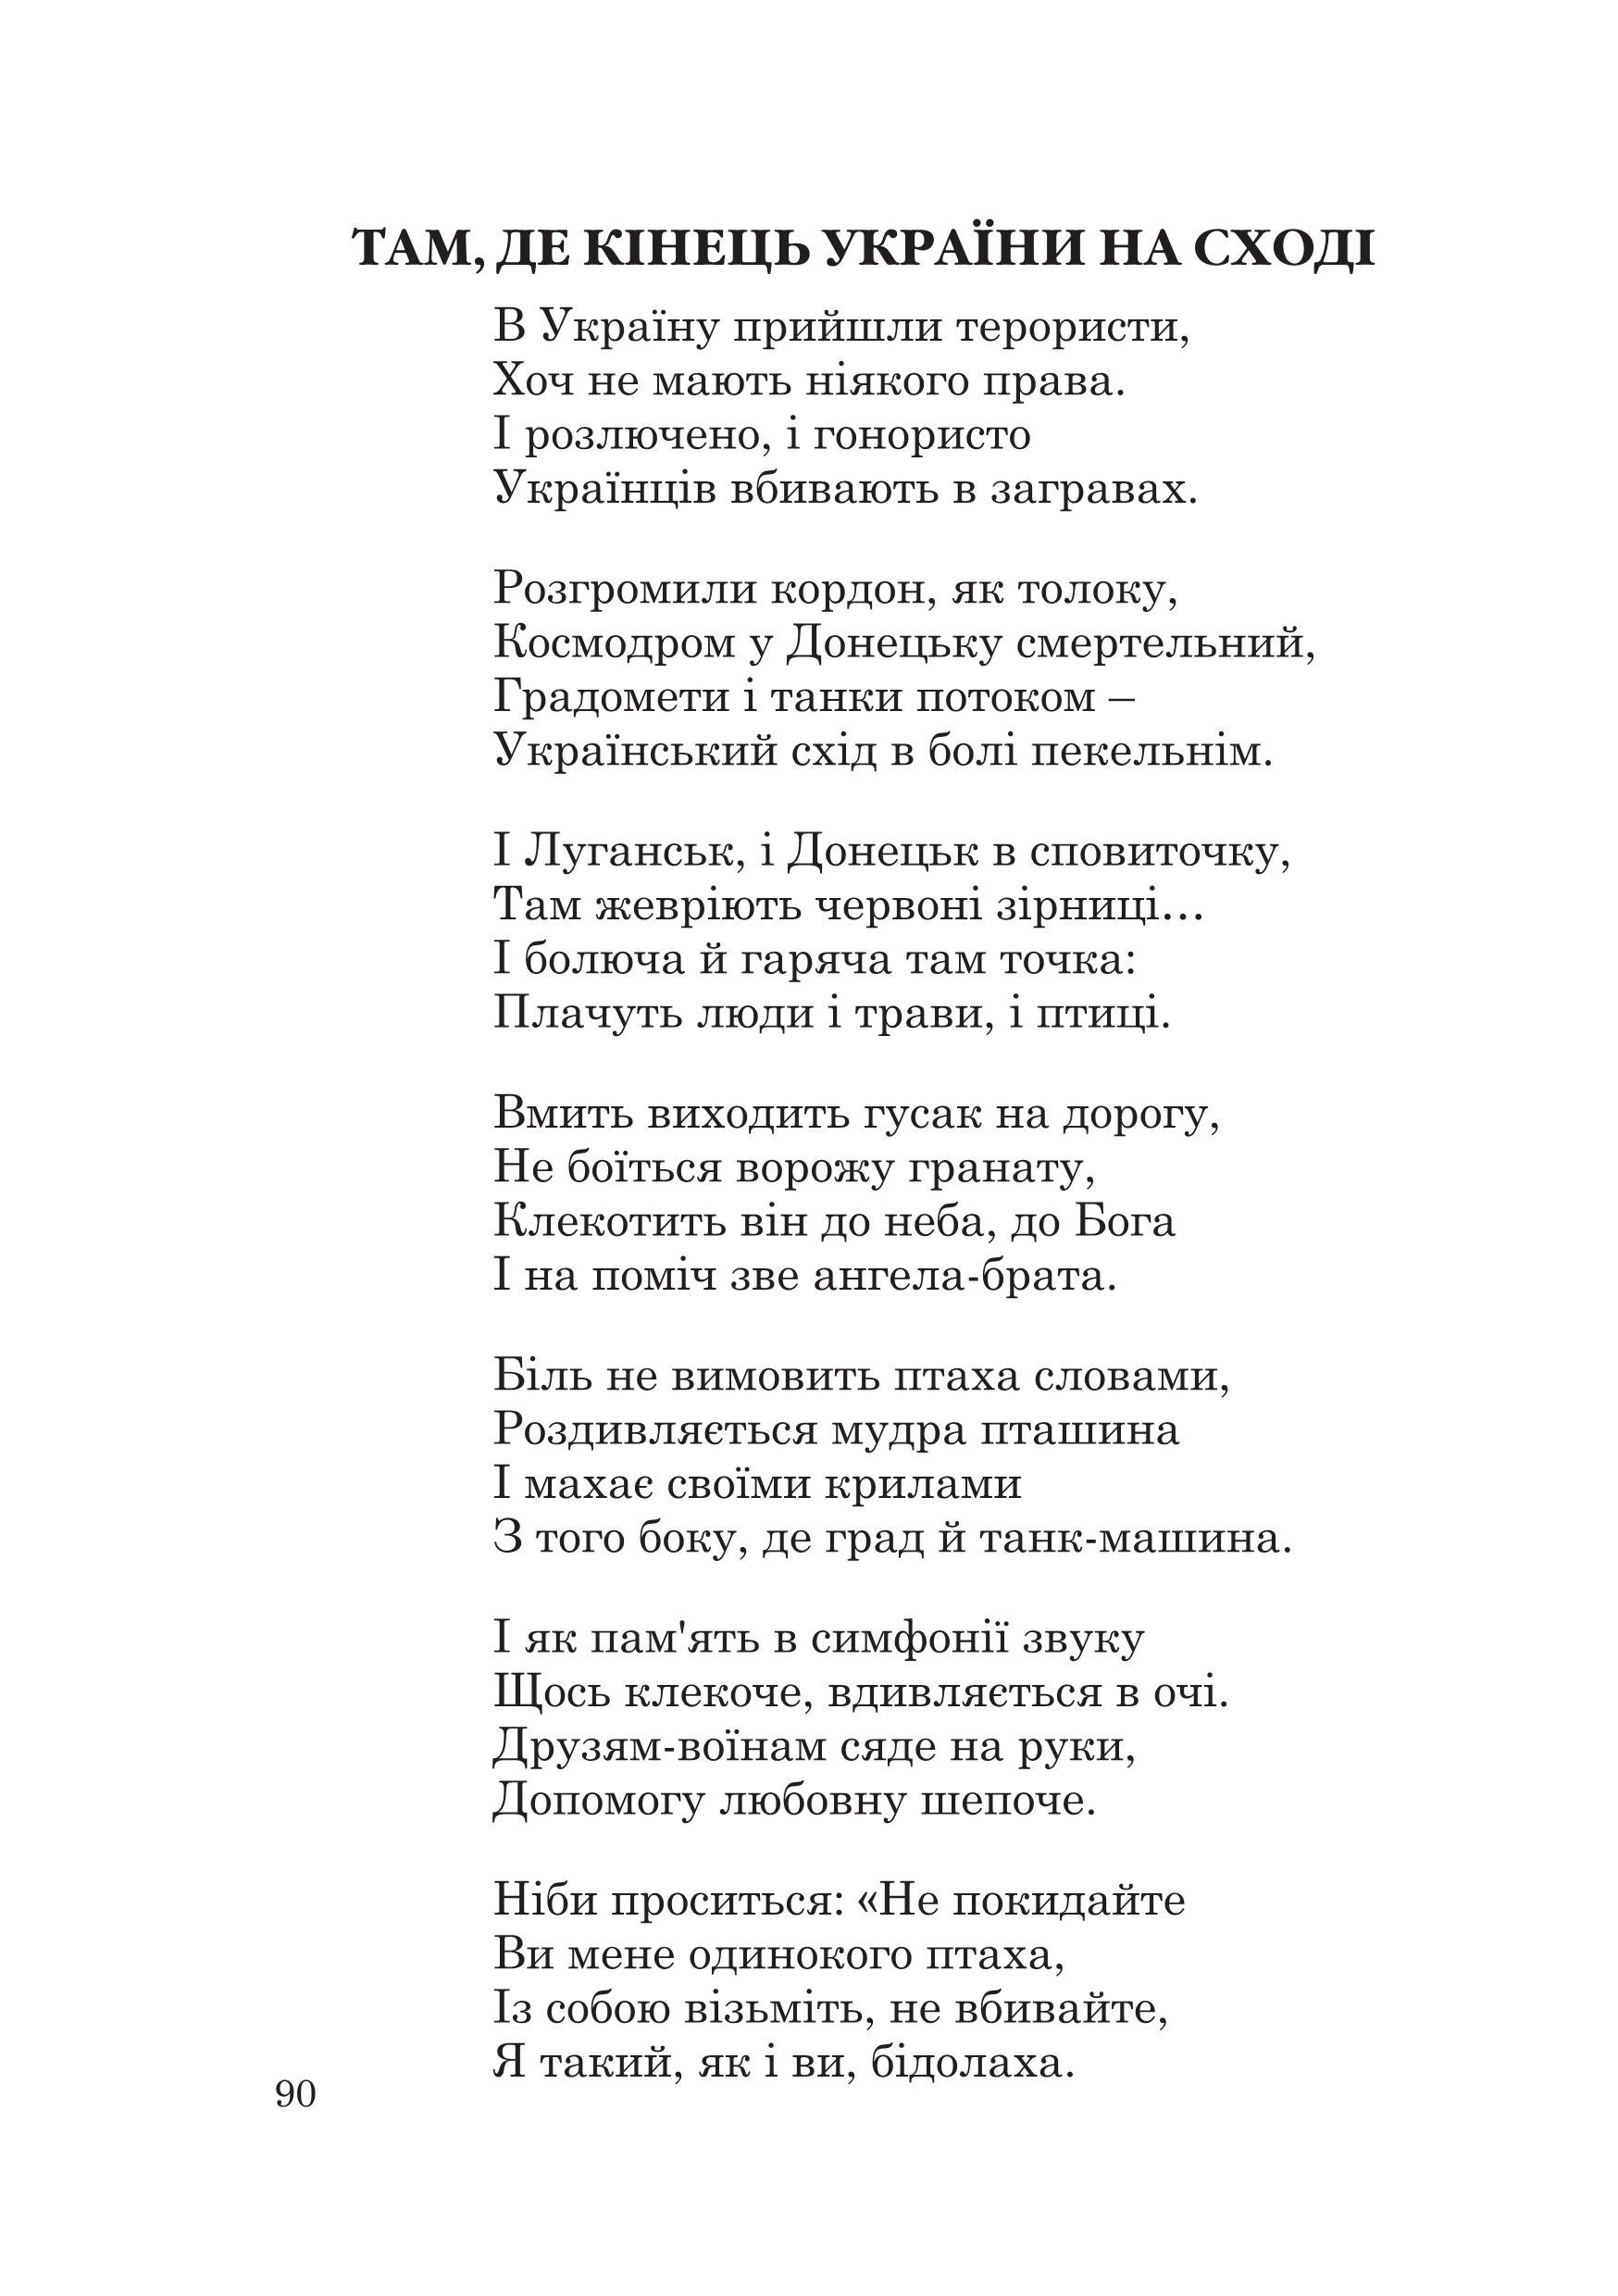 ТАМ, ДЕ КІНЕЦЬ УКРАЇНИ НА СХОДІ
В Україну прийшли терористи,
Хоч не мають ніякого права.
І розлючено, і гонористо
Українців вбивають в загравах.
Розгромили кордон, як толоку,
Космодром у Донецьку смертельний,
Градомети і танки потоком –
Український схід в болі пекельнім.
І Луганськ, і Донецьк в сповиточку,
Там жевріють червоні зірниці...
І болюча й гаряча там точка:
Плачуть люди і трави, і птиці.
Вмить виходить гусак на дорогу,
Не боїться ворожу гранату,
Клекотить він до неба, до Бога
І на поміч зве ангела-брата.
Біль не вимовить птаха словами,
Роздивляється мудра пташина
І махає своїми крилами
З того боку, де град й танк-машина.
І як пам'ять в симфонії звуку
Щось клекоче, вдивляється в очі.
Друзям-воїнам сяде на руки,
Допомогу любовну шепоче.
Ніби проситься: «Не покидайте
Ви мене одинокого птаха,
Із собою візьміть, не вбивайте,
Я такий, як і ви, бідолаха.
90